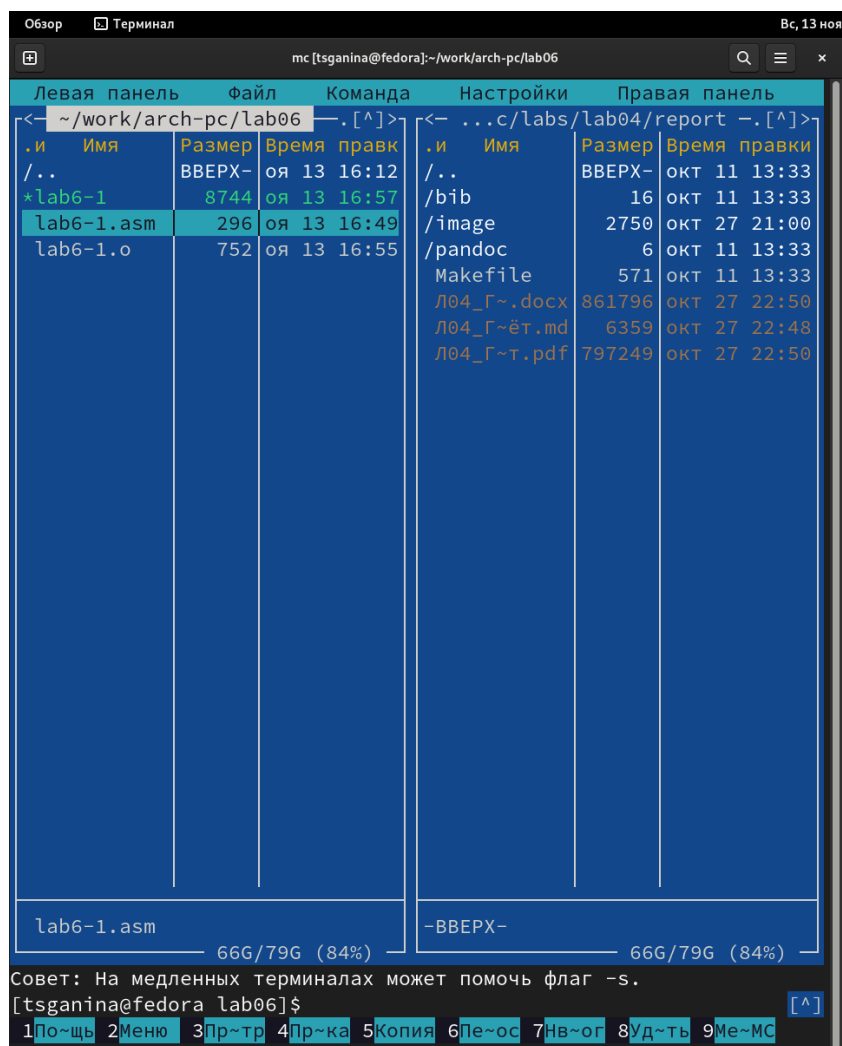 Обзор Терминал Вс, 13 ноя
mc [tsganina@fedora]:~/work/arch-pc/lab06
Левая панель Файл Команда Настройки Правая панель
<─ ~/work/arch-pc/lab06 ──.[^]>┐┌<─ ...c/labs/lab04/report ─.[^]>
.и Имя Размер Время правк .и Имя Размер Время правки
/.. ВВЕРХ- оя 13 16:12 /.. ВВЕРХ- окт 11 13:33
*lab6-1 8744 оя 13 16:57 /bib 16 окт 11 13:33
lab6-1.asm 296 оя 13 16:49 /image 2750 окт 27 21:00
lab6-1.o 752 оя 13 16:55 /pandoc 6 окт 11 13:33
Makefile 571 окт 11 13:33
Л04_Г~.docx 861796 окт 27 22:50
Л04_Г~ёт.md 6359 окт 27 22:48
Л04_Г~т.pdf 797249 окт 27 22:50
lab6-1.asm -ВВЕРХ-
66G/79G (84%) 66G/79G (84%)
Совет: На медленных терминалах может помочь флаг -s.
[tsganina@fedora lab06]$ [^]
1По~щь 2Меню 3Пр~тр 4Пр~ка 5Копия 6Пе~ос 7Нв~ог 8Уд~ть 9Ме~МС